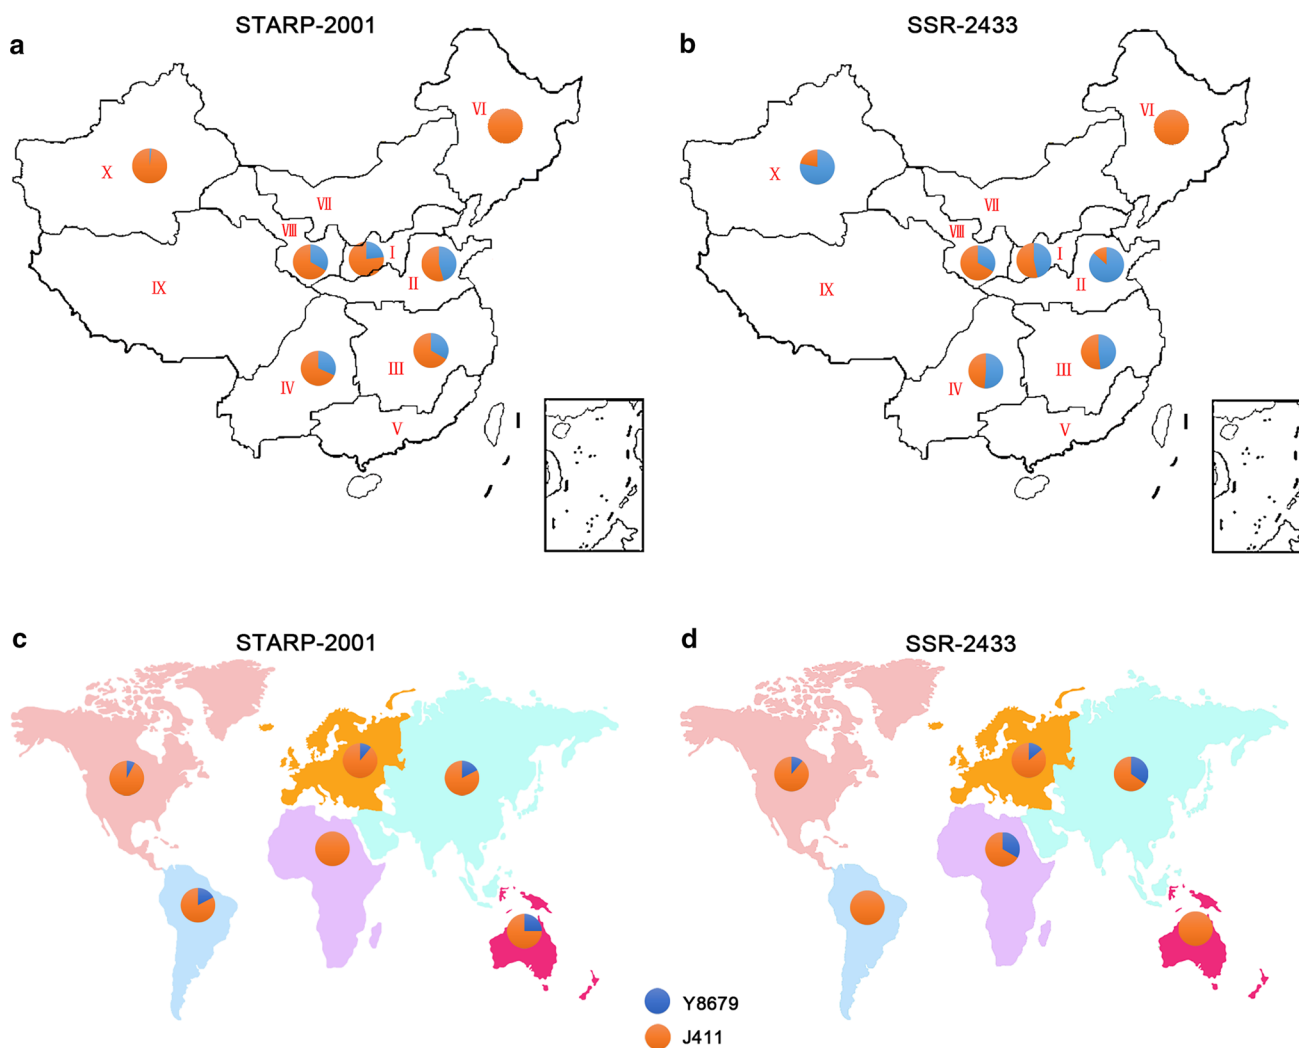 a
STARP-2001
b
SSR-2433
VI
X
VII
VIII
I
II
IX
III
IV
V
VI
X
VII
VIII
I
II
IX
III
IV
V
c
STARP-2001
d
SSR-2433
Y8679
J411